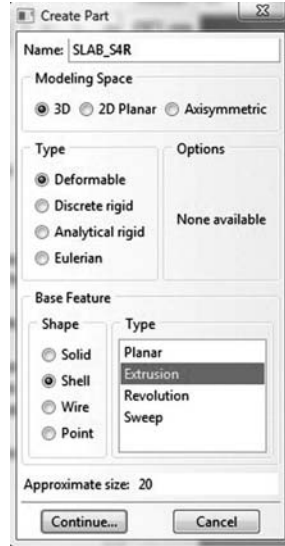 Create Part
Name: SLAB_S4R
Modeling Space
3D 2D Planar Axisymmetric
Type
Deformable
Discrete rigid
Analytical rigid
Eulerian
Options
None available
Base Feature
Shape
Solid
Shell
Wire
Point
Type
Planar
Extrusion
Revolution
Sweep
Approximate size: 20
Continue... Cancel